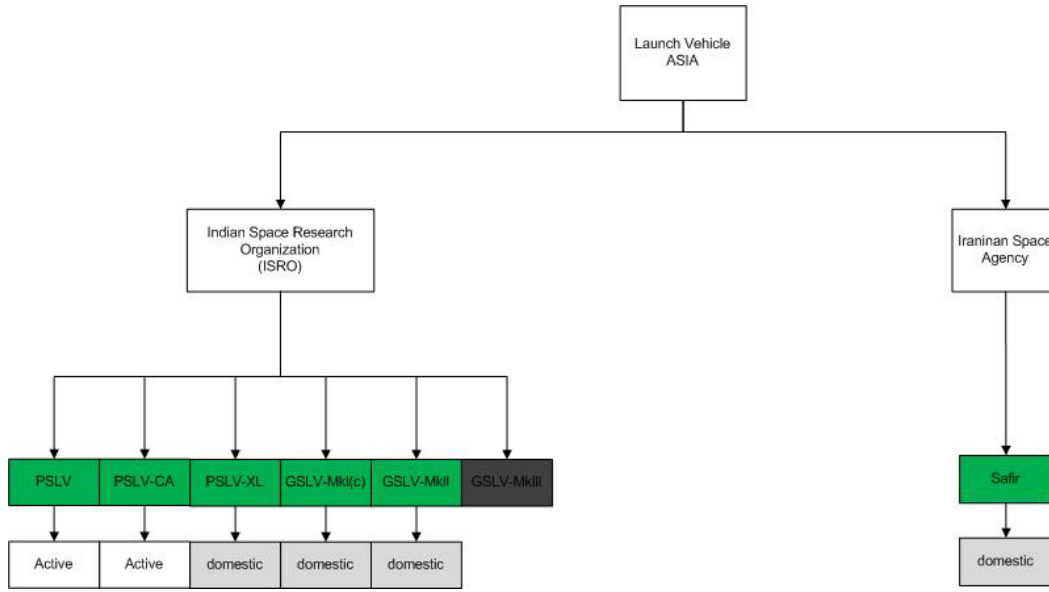 Launch Vehicle
ASIA
Indian Space Research
Organization
(ISRO)
Iraninan Space
Agency
PSLV
PSLV-CA
PSLV-XL
GSLV-MkI(c)
GSLV-MkII
GSLV-MkIII
Safir
Active
Active
domestic
domestic
domestic
domestic